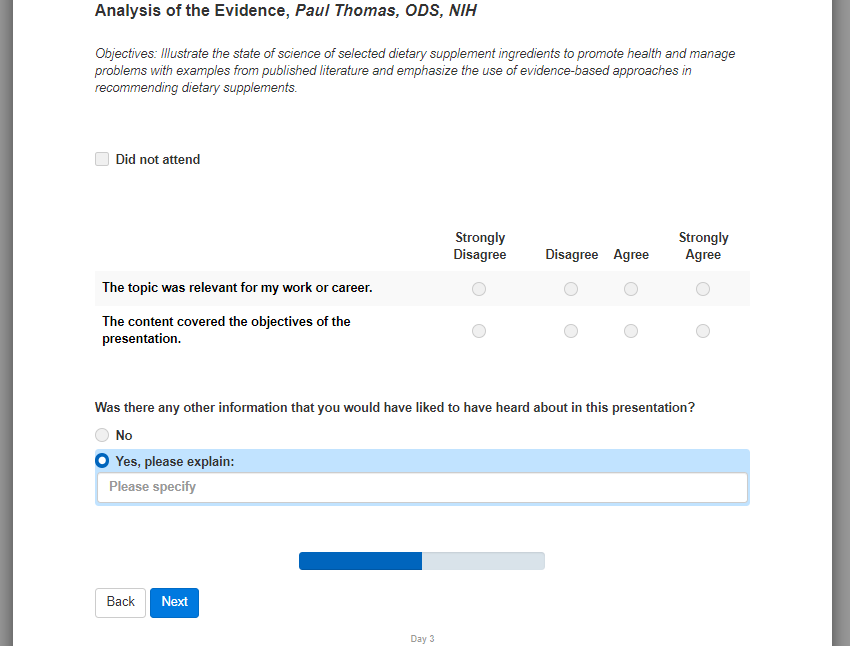 Analysis of the Evidence, Paul Thomas, ODS, NIH
Objectives: Illustrate the state of science of selected dietary supplement ingredients to promote health and manage
problems with examples from published literature and emphasize the use of evidence-based approaches in
recommending dietary supplements.
Did not attend
Strongly Disagree Disagree Agree Strongly Agree
The topic was relevant for my work or career.
The content covered the objectives of the
presentation.
Was there any other information that you would have liked to have heard about in this presentation?
No
Yes, please explain:
Please specify
Back Next
Day 3